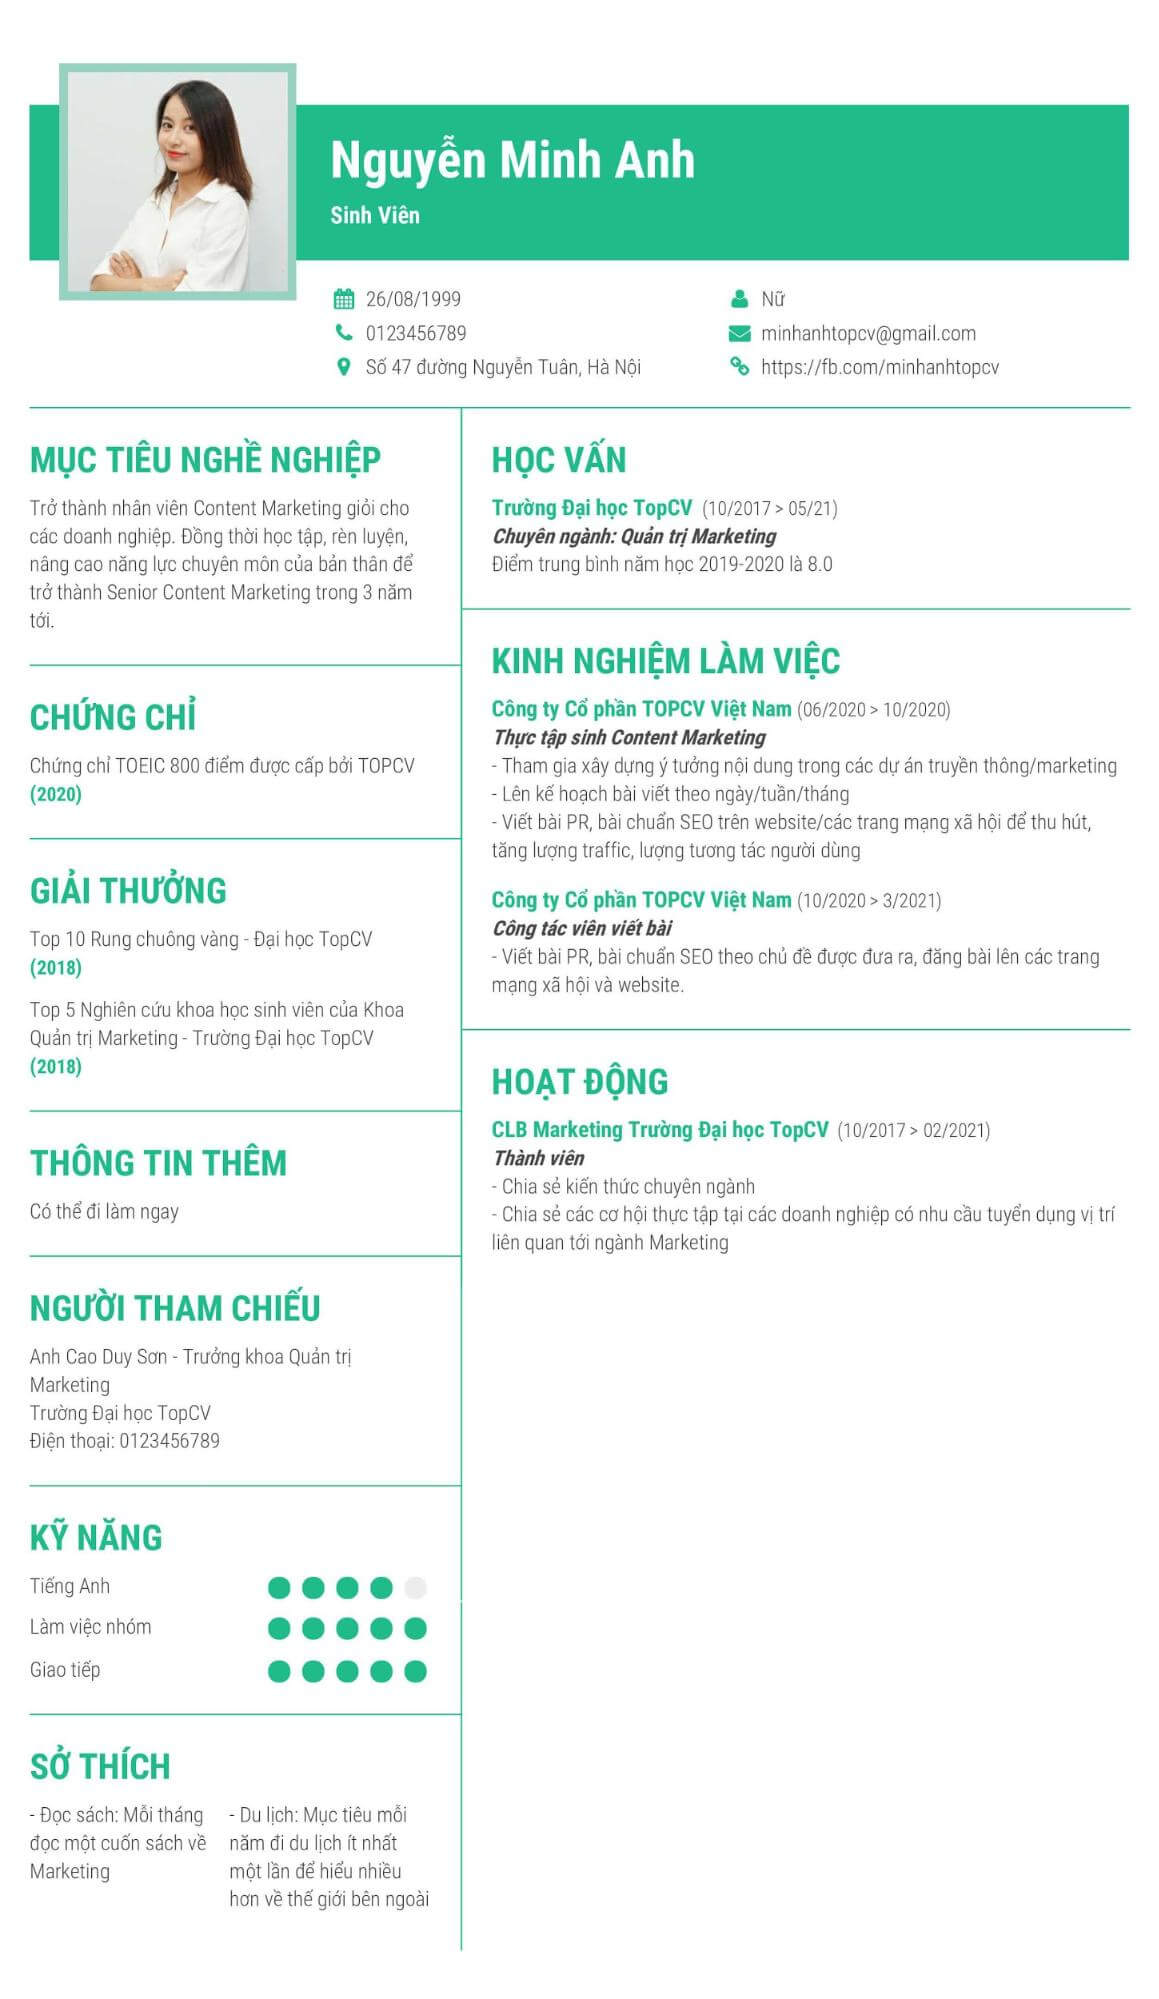 Nguyễn Minh Anh
Sinh Viên
26/08/1999
Nữ
0123456789
minhanhtopcv@gmail.com
Số 47 đường Nguyễn Tuân, Hà Nội
https://fb.com/minhanhtopcv
MỤC TIÊU NGHỀ NGHIỆP
Trở thành nhân viên Content Marketing giỏi cho
các doanh nghiệp. Đồng thời học tập, rèn luyện,
nâng cao năng lực chuyên môn của bản thân để
trở thành Senior Content Marketing trong 3 năm
tới.
CHỨNG CHỈ
Chứng chỉ TOEIC 800 điểm được cấp bởi TOPCV
(2020)
GIẢI THƯỞNG
Top 10 Rung chuông vàng - Đại học TopCV
(2018)
Top 5 Nghiên cứu khoa học sinh viên của Khoa
Quản trị Marketing - Trường Đại học TopCV
(2018)
THÔNG TIN THÊM
Có thể đi làm ngay
NGƯỜI THAM CHIẾU
Anh Cao Duy Sơn - Trưởng khoa Quản trị
Marketing
Trường Đại học TopCV
Điện thoại: 0123456789
KỸ NĂNG
Tiếng Anh
Làm việc nhóm
Giao tiếp
SỞ THÍCH
- Đọc sách: Mỗi tháng
đọc một cuốn sách về
Marketing
- Du lịch: Mục tiêu mỗi
năm đi du lịch ít nhất
một lần để hiểu nhiều
hơn về thế giới bên ngoài
HỌC VẤN
Trường Đại học TopCV (10/2017 > 05/21)
Chuyên ngành: Quản trị Marketing
Điểm trung bình năm học 2019-2020 là 8.0
KINH NGHIỆM LÀM VIỆC
Công ty Cổ phần TOPCV Việt Nam (06/2020 > 10/2020)
Thực tập sinh Content Marketing
- Tham gia xây dựng ý tưởng nội dung trong các dự án truyền thông/marketing
- Lên kế hoạch bài viết theo ngày/tuần/tháng
- Viết bài PR, bài chuẩn SEO trên website/các trang mạng xã hội để thu hút,
tăng lượng traffic, lượng tương tác người dùng
Công ty Cổ phần TOPCV Việt Nam (10/2020 > 3/2021)
Công tác viên viết bài
- Viết bài PR, bài chuẩn SEO theo chủ đề được đưa ra, đăng bài lên các trang
mạng xã hội và website.
HOẠT ĐỘNG
CLB Marketing Trường Đại học TopCV (10/2017 > 02/2021)
Thành viên
- Chia sẻ kiến thức chuyên ngành
- Chia sẻ các cơ hội thực tập tại các doanh nghiệp có nhu cầu tuyển dụng vị trí
liên quan tới ngành Marketing